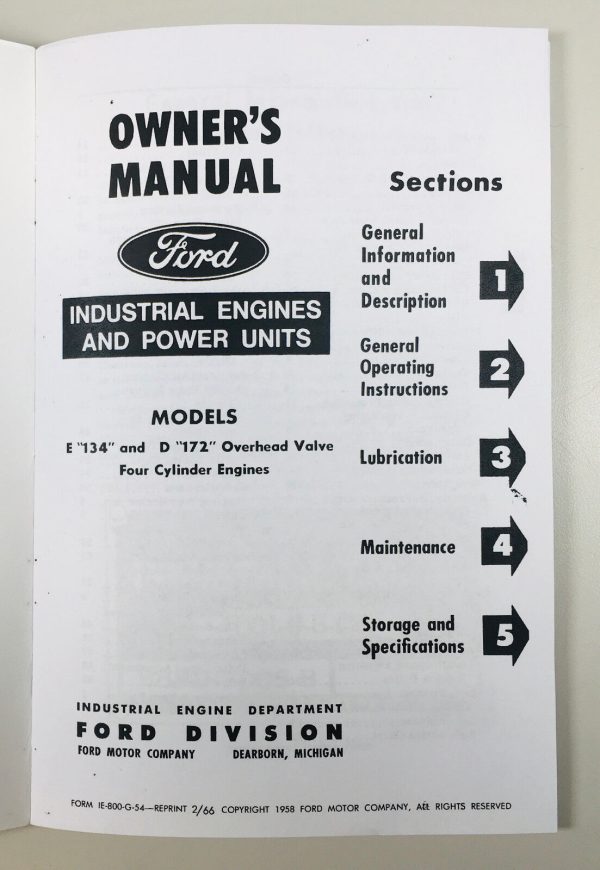 OWNER'S
MANUAL
Ford
INDUSTRIAL ENGINES
AND POWER UNITS
MODELS
E "134" and D "172" Overhead Valve
Four Cylinder Engines
Sections
General
Information
and
Description
1
General
Operating
Instructions
2
Lubrication
3
Maintenance
4
Storage and
Specifications
5
INDUSTRIAL ENGINE DEPARTMENT
FORD DIVISION
FORD MOTOR COMPANY DEARBORN, MICHIGAN
FORM IE-800-G-54—REPRINT 2/66 COPYRIGHT 1958 FORD MOTOR COMPANY, ALL RIGHTS RESERVED